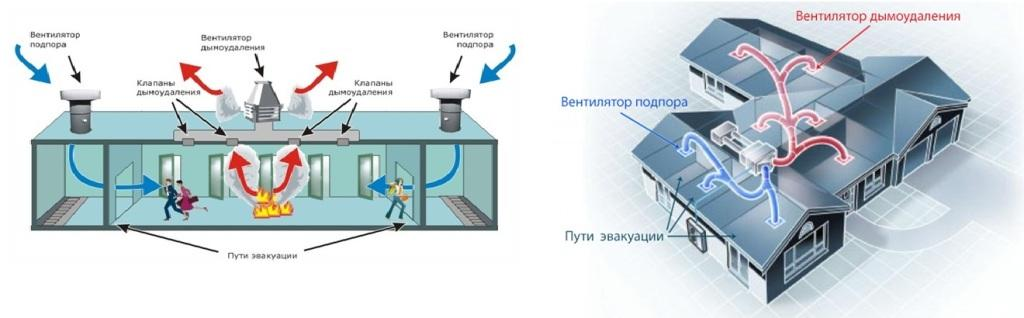 Вентилятор
подпора
Вентилятор
дымоудаления
Вентилятор
подпора
Клапаны
дымоудаления
Клапаны
дымоудаления
Пути эвакуации
Вентилятор дымоудаления
Вентилятор подпора
Пути эвакуации